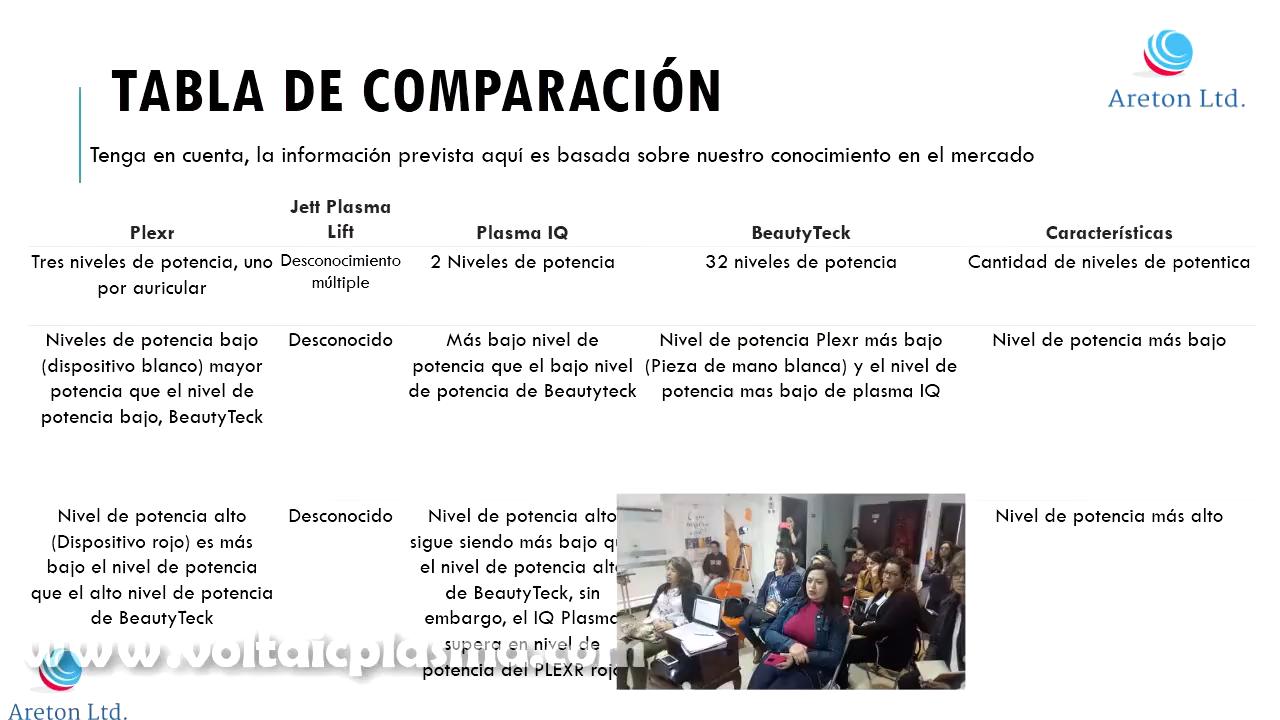 TABLA DE COMPARACIÓN
Areton Ltd.
Tenga en cuenta, la información prevista aquí es basada sobre nuestro conocimiento en el mercado
Plexr
Jett Plasma
Lift
Plasma IQ
BeautyTeck
Características
Tres niveles de potencia, uno
por auricular
Desconocimiento
múltiple
2 Niveles de potencia
32 niveles de potencia
Cantidad de niveles de potentica
Niveles de potencia bajo
(dispositivo blanco) mayor
potencia que el nivel de
potencia bajo, BeautyTeck
Desconocido
Más bajo nivel de
potencia que el bajo nivel
de potencia de Beautyteck
Nivel de potencia Plexr más bajo
(Pieza de mano blanca) y el nivel de
potencia mas bajo de plasma IQ
Nivel de potencia más bajo
Nivel de potencia alto
(Dispositivo rojo) es más
bajo el nivel de potencia
que el alto nivel de potencia
de BeautyTeck
Desconocido
Nivel de potencia alto
sigue siendo más bajo
el nivel de potencia
de BeautyTeck, sin
embargo, el IQ Plasma
supera en nivel de
potencia del PLEXR rojo
Nivel de potencia más alto
www.voltaicplasma.com
Areton Ltd.